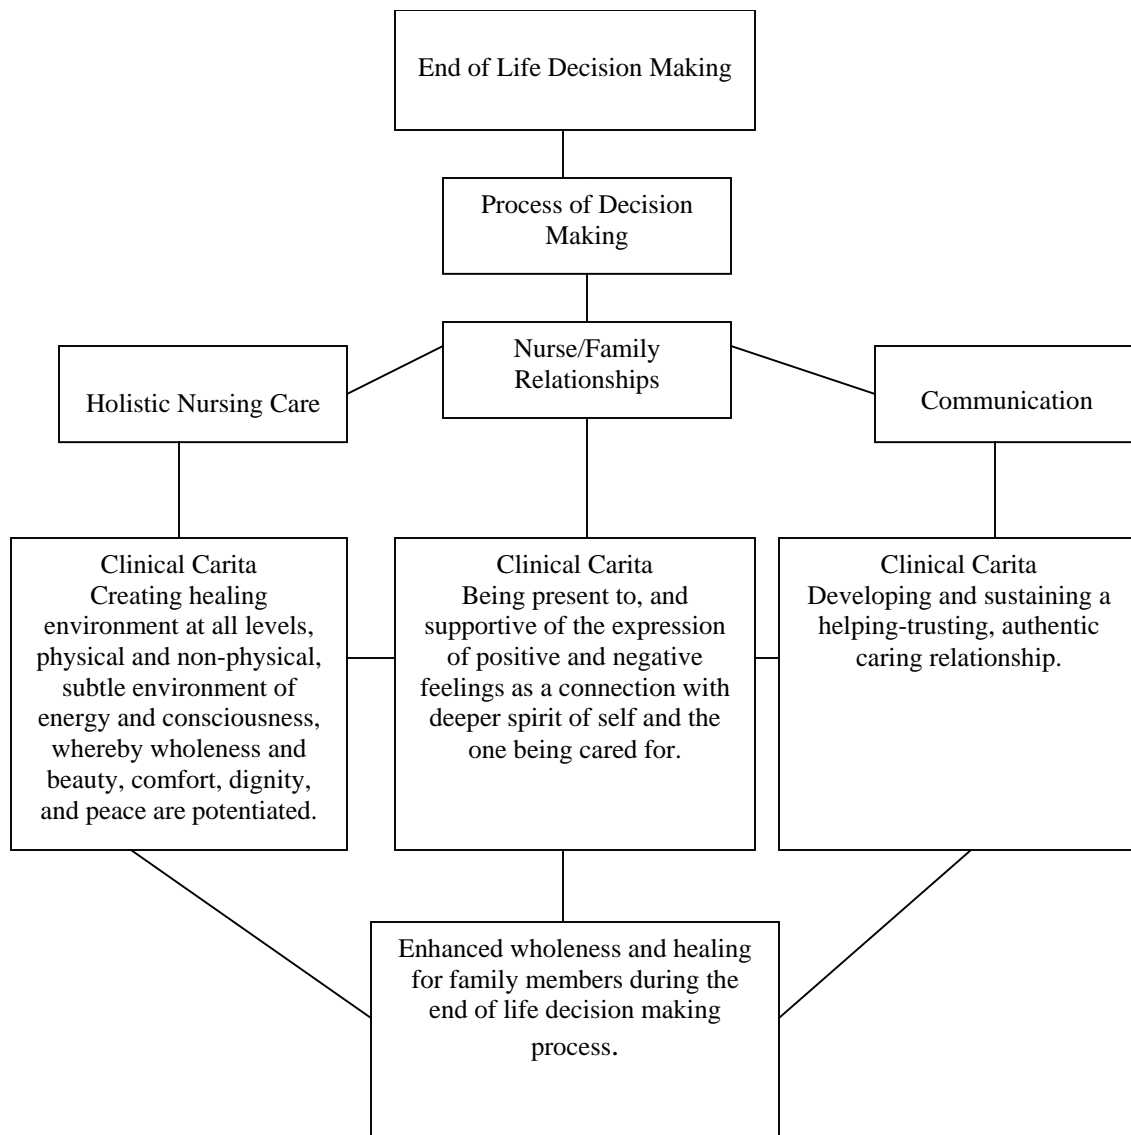 End of Life Decision Making
Process of Decision
Making
Nurse/Family
Relationships
Holistic Nursing Care
Communication
Clinical Carita
Creating healing
environment at all levels,
physical and non-physical,
subtle environment of
energy and consciousness,
whereby wholeness and
beauty, comfort, dignity,
and peace are potentiated.
Clinical Carita
Being present to, and
supportive of the expression
of positive and negative
feelings as a connection with
deeper spirit of self and the
one being cared for.
Clinical Carita
Developing and sustaining a
helping-trusting, authentic
caring relationship.
Enhanced wholeness and healing
for family members during the
end of life decision making
process.